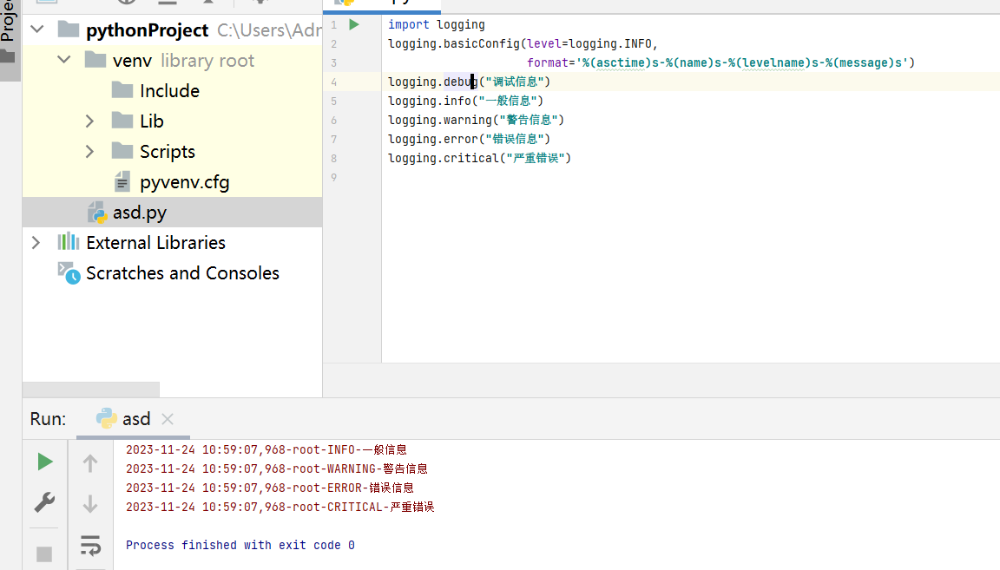 Project
pythonProject C:\Users\Adr
venv library root
Include
Lib
Scripts
pyvenv.cfg
asd.py
External Libraries
Scratches and Consoles
1 import logging
2 logging.basicConfig(level=logging.INFO,
3 format='%(asctime)s-%(name)s-%(levelname)s-%(message)s')
4 logging.debug("调试信息")
5 logging.info("一般信息")
6 logging.warning("警告信息")
7 logging.error("错误信息")
8 logging.critical("严重错误")
9
Run: asd
2023-11-24 10:59:07,968-root-INFO-一般信息
2023-11-24 10:59:07,968-root-WARNING-警告信息
2023-11-24 10:59:07,968-root-ERROR-错误信息
2023-11-24 10:59:07,968-root-CRITICAL-严重错误
Process finished with exit code 0